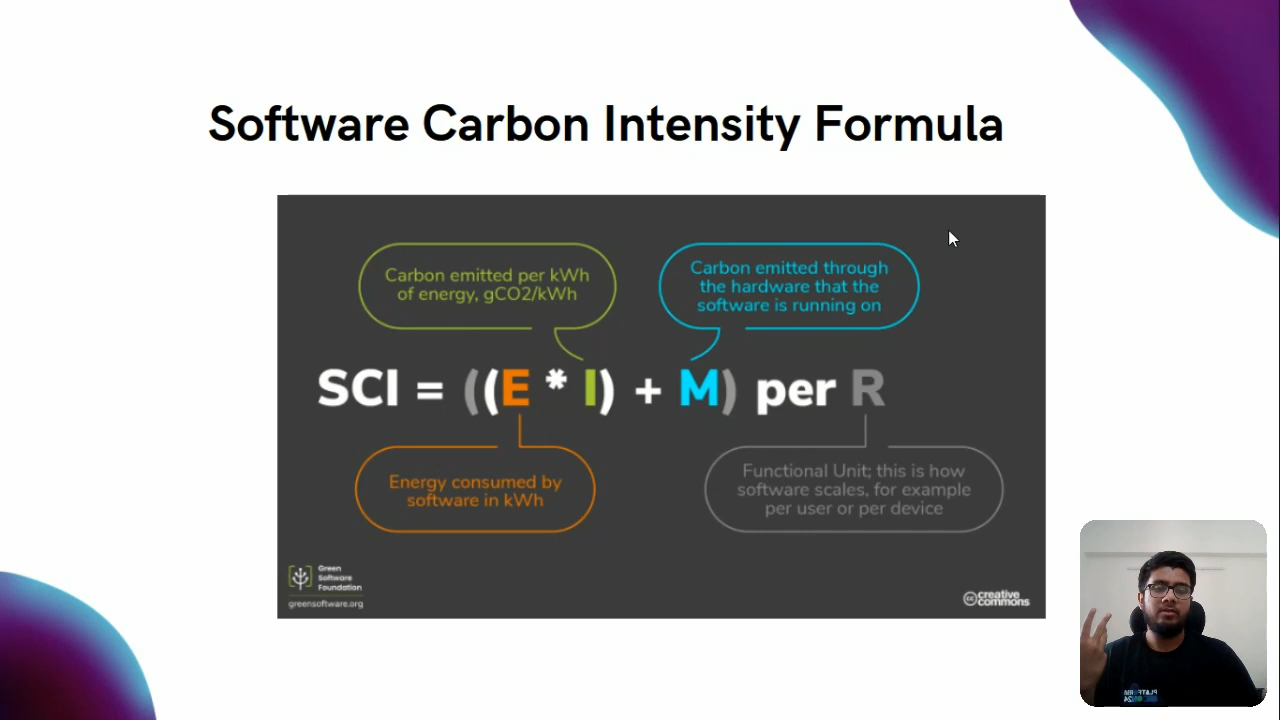 Software Carbon Intensity Formula
Carbon emitted per kWh
of energy, gCO2/kWh
Carbon emitted through
the hardware that the
software is running on
SCI = ((E * I) + M) per R
Energy consumed by
software in kWh
Functional Unit; this is how
software scales, for example
per user or per device
Green
Software
Foundation
greensoftware.org
cc creative
commons